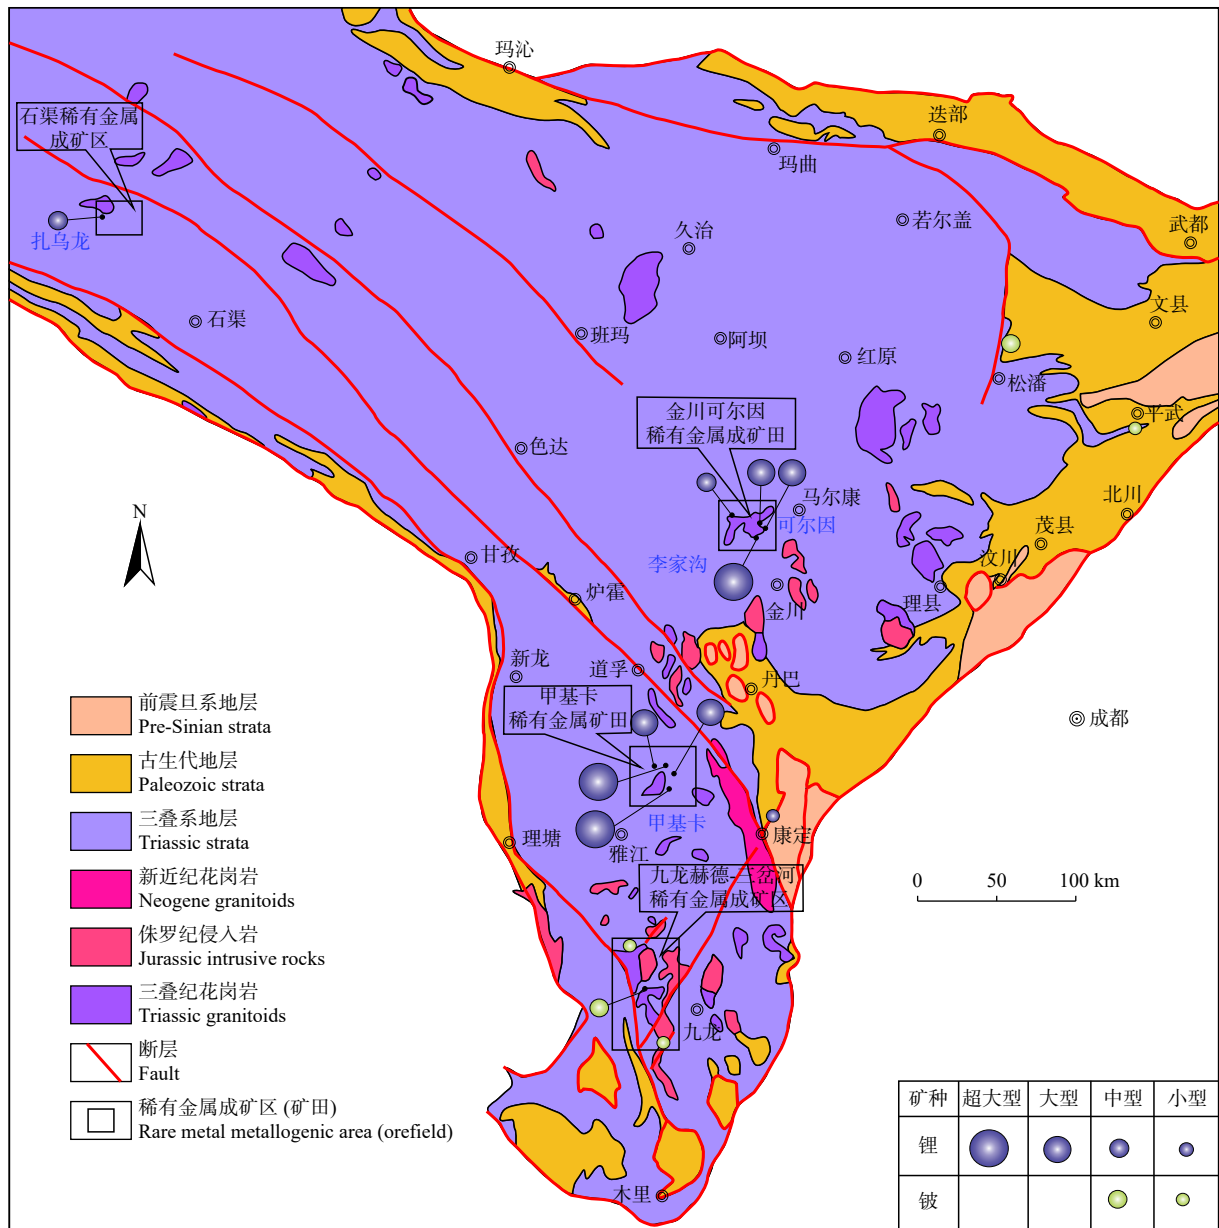 玛沁
迭部
石渠稀有金属
成矿区
玛曲
若尔盖
武都
扎乌龙
久治
文县
石渠
班玛
阿坝
红原
松潘
金川可尔因
稀有金属成矿田
平武
色达
马尔康
北川
N
可尔因
茂县
甘孜
李家沟
汶川
炉霍
金川
理县
新龙
道孚
丹巴
甲基卡
稀有金属矿田
成都
甲基卡
康定
理塘
雅江
九龙赫德-三岔河
稀有金属成矿区
0 50 100 km
九龙
木里
前震旦系地层
Pre-Sinian strata
古生代地层
Paleozoic strata
三叠系地层
Triassic strata
新近纪花岗岩
Neogene granitoids
侏罗纪侵入岩
Jurassic intrusive rocks
三叠纪花岗岩
Triassic granitoids
断层
Fault
稀有金属成矿区 (矿田)
Rare metal metallogenic area (orefield)
矿种 超大型 大型 中型 小型
锂
铍